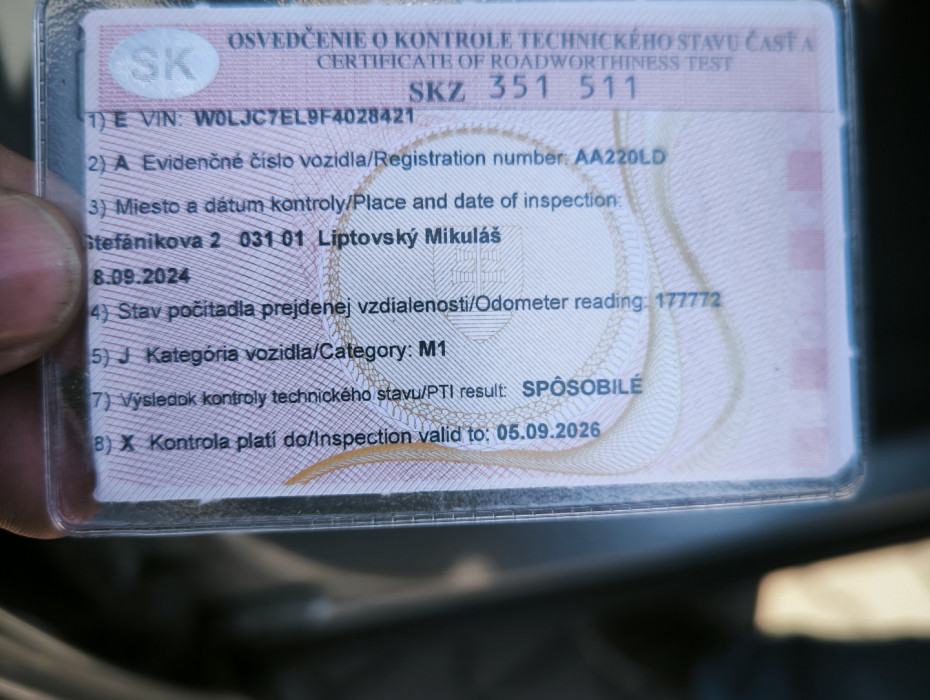 SK
OSVEDČENIE O KONTROLE TECHNICKÉHO STAVU ČASŤ A
CERTIFICATE OF ROADWORTHINESS TEST
SKZ 351 511
1) E VIN: W0LJC7EL9F4028421
2) A Evidenčné číslo vozidla/Registration number: AA220LD
3) Miesto a dátum kontroly/Place and date of inspection:
Štefánikova 2 031 01 Liptovský Mikuláš
8.09.2024
4) Stav počítadla prejdenej vzdialenosti/Odometer reading: 177772
5) J Kategória vozidla/Category: M1
7) Výsledok kontroly technického stavu/PTI result: SPÔSOBILÉ
8) X Kontrola platí do/Inspection valid to: 05.09.2026